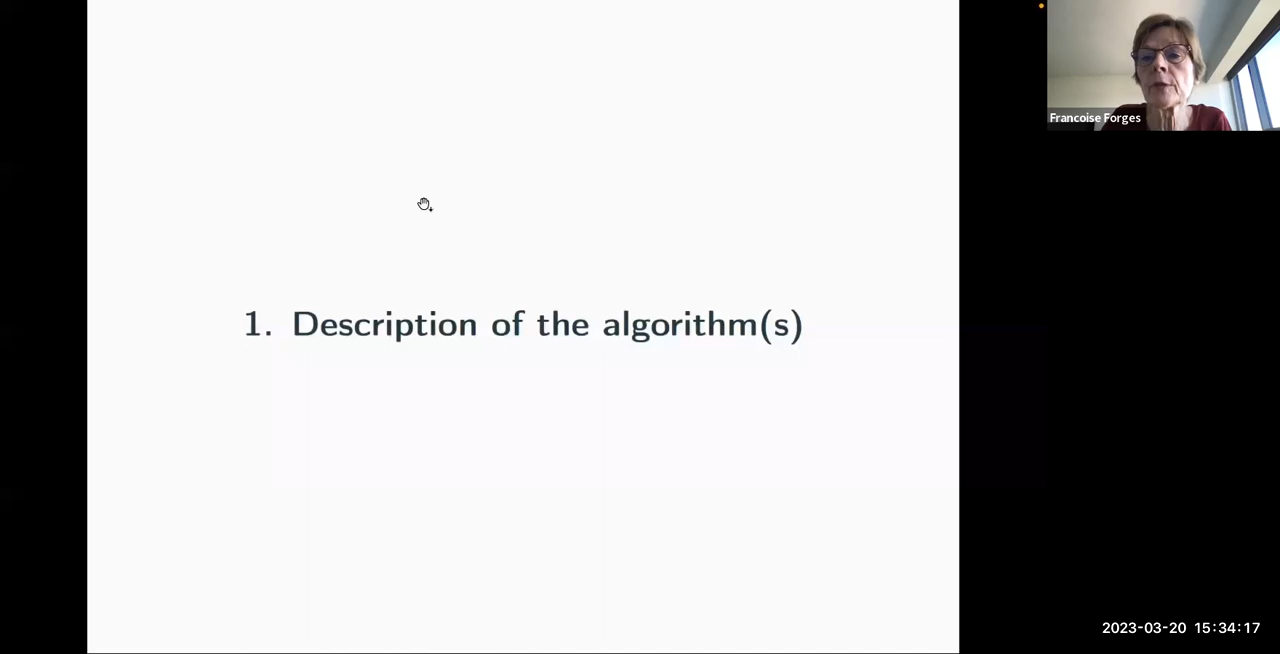 Francoise Forges
1. Description of the algorithm(s)
2023-03-20 15:34:17